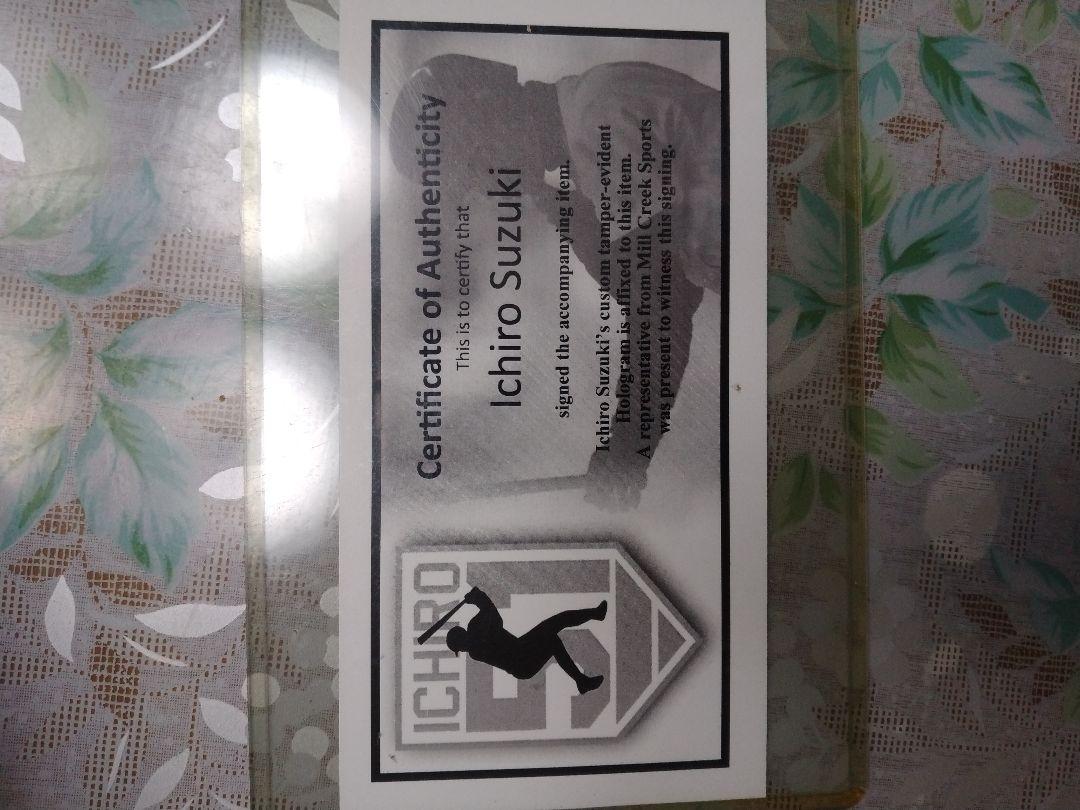 ICHIRO
51
Certificate of Authenticity
This is to certify that
Ichiro Suzuki
signed the accompanying item.
Ichiro Suzuki's custom tamper-evident
Hologram is affixed to this item.
A representative from Mill Creek Sports
was present to witness this signing.